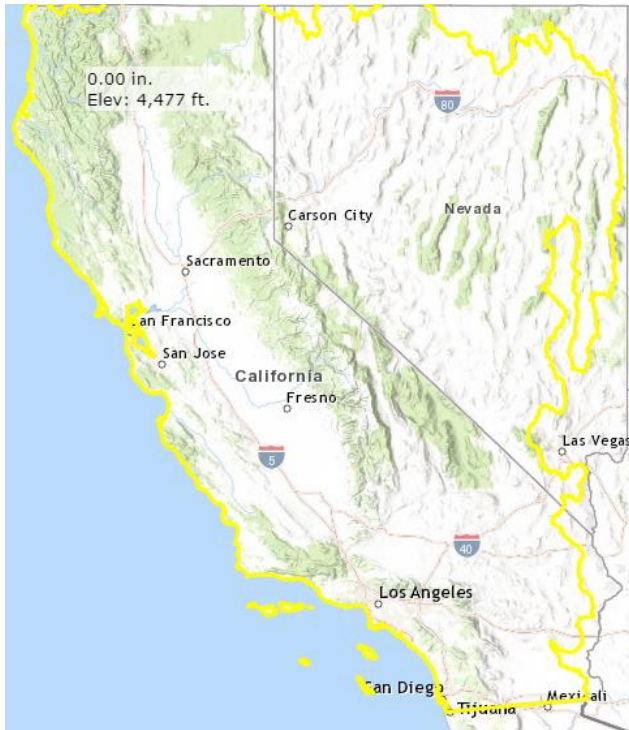 0.00 in.
Elev: 4,477 ft.
80
Nevada
Carson City
Sacramento
San Francisco
San Jose
California
Fresno
Las Vegas
5
40
Los Angeles
San Diego
Mexicali
Tijuana